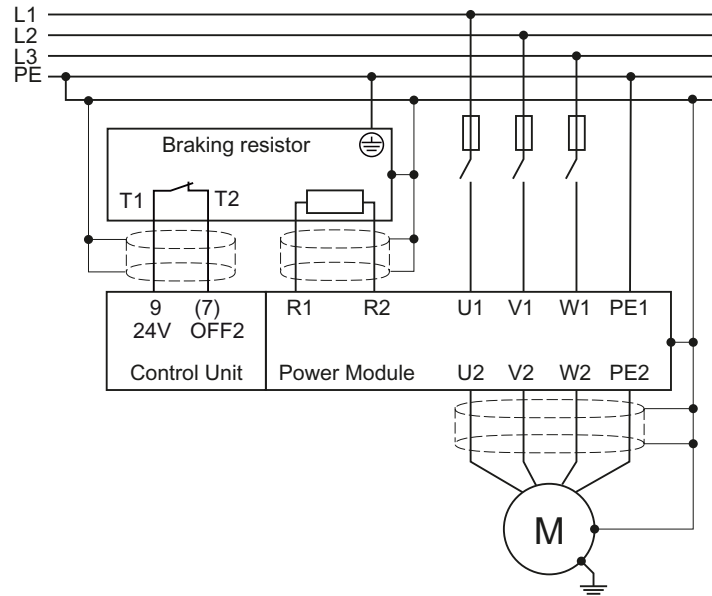 L1
L2
L3
PE
Braking resistor
T1 T2
9 (7) R1 R2 U1 V1 W1 PE1
24V OFF2
Control Unit Power Module U2 V2 W2 PE2
M